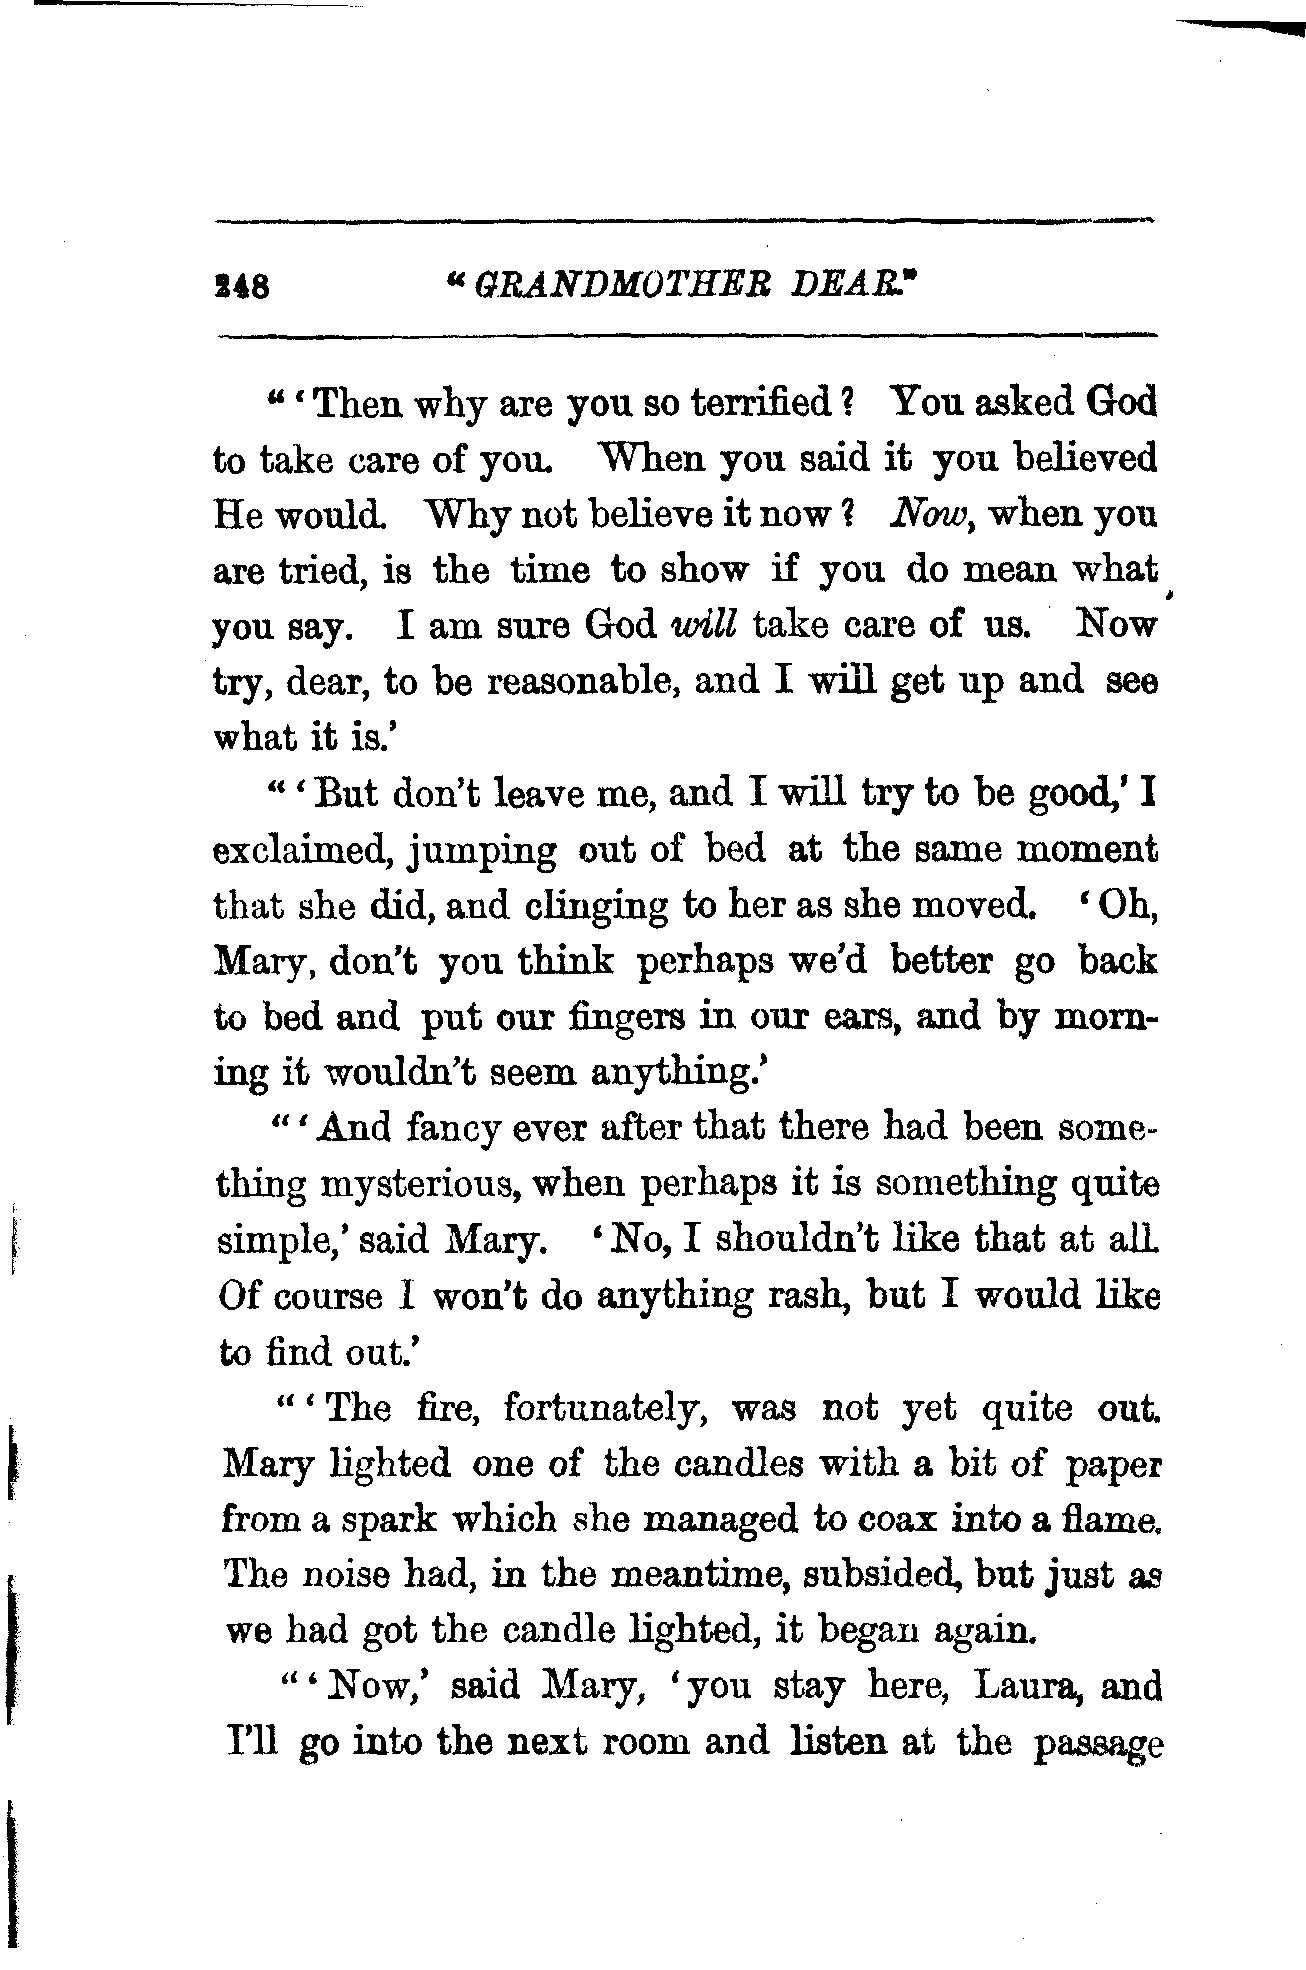 248 "GRANDMOTHER DEAR."
"'Then why are you so terrified? You asked God
to take care of you. When you said it you believed
He would. Why not believe it now? Now, when you
are tried, is the time to show if you do mean what
you say. I am sure God will take care of us. Now
try, dear, to be reasonable, and I will get up and see
what it is.'
"'But don't leave me, and I will try to be good,' I
exclaimed, jumping out of bed at the same moment
that she did, and clinging to her as she moved. 'Oh,
Mary, don't you think perhaps we'd better go back
to bed and put our fingers in our ears, and by morn-
ing it wouldn't seem anything.'
"'And fancy ever after that there had been some-
thing mysterious, when perhaps it is something quite
simple,' said Mary. 'No, I shouldn't like that at all.
Of course I won't do anything rash, but I would like
to find out.'
"'The fire, fortunately, was not yet quite out.
Mary lighted one of the candles with a bit of paper
from a spark which she managed to coax into a flame.
The noise had, in the meantime, subsided, but just as
we had got the candle lighted, it began again.
"'Now,' said Mary, 'you stay here, Laura, and
I'll go into the next room and listen at the passage